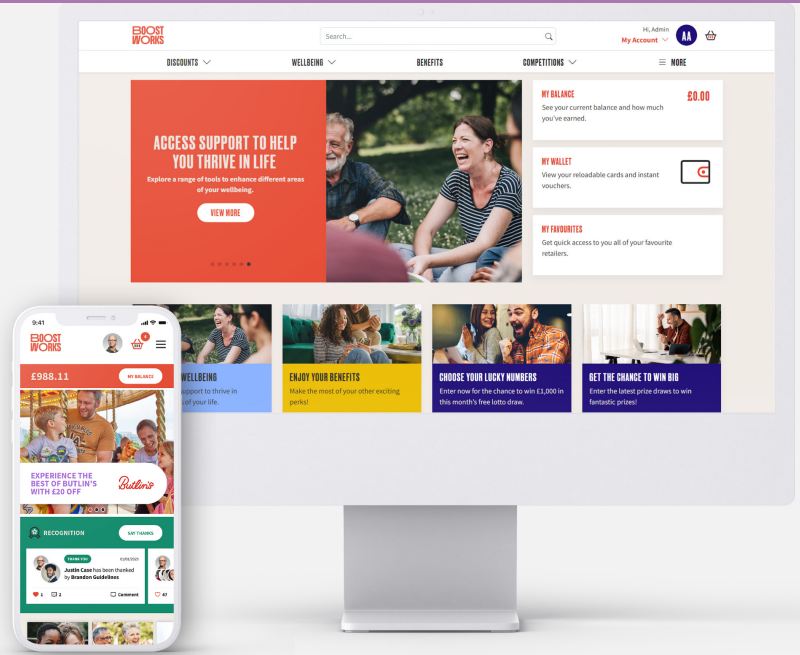 BOOST
WORKS
Search...
Hi, Admin
My Account
AA
DISCOUNTS
WELLBEING
BENEFITS
COMPETITIONS
MORE
ACCESS SUPPORT TO HELP
YOU THRIVE IN LIFE
Explore a range of tools to enhance different areas
of your wellbeing.
VIEW MORE
MY BALANCE
£0.00
See your current balance and how much
you've earned.
MY WALLET
View your reloadable cards and instant
vouchers.
MY FAVOURITES
Get quick access to you all of your favourite
retailers.
WELLBEING
support to thrive in
of your life.
ENJOY YOUR BENEFITS
Make the most of your other exciting
perks!
CHOOSE YOUR LUCKY NUMBERS
Enter now for the chance to win £1,000 in
this month's free lotto draw.
GET THE CHANCE TO WIN BIG
Enter the latest prize draws to win
fantastic prizes!
9:41
BOOST
WORKS
£988.11
MY BALANCE
EXPERIENCE THE
BEST OF BUTLIN'S
WITH £20 OFF
Butlin's
RECOGNITION
SAY THANKS
THANK YOU
Justin Case has been thanked
by Brandon Guidelines
1
2
Comment
47